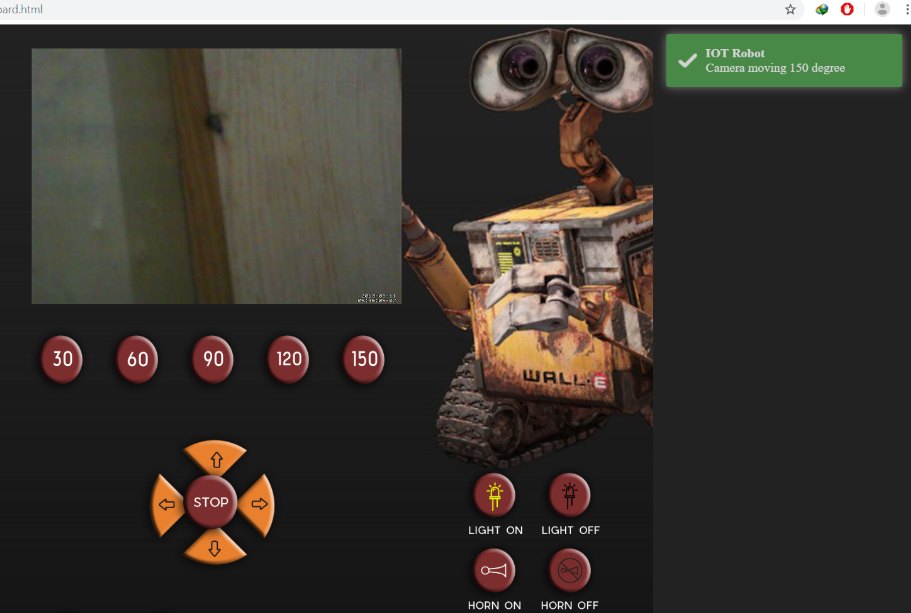 oard.html
IOT Robot
Camera moving 150 degree
30 60 90 120 150
WALL·E
STOP
LIGHT ON LIGHT OFF
HORN ON HORN OFF